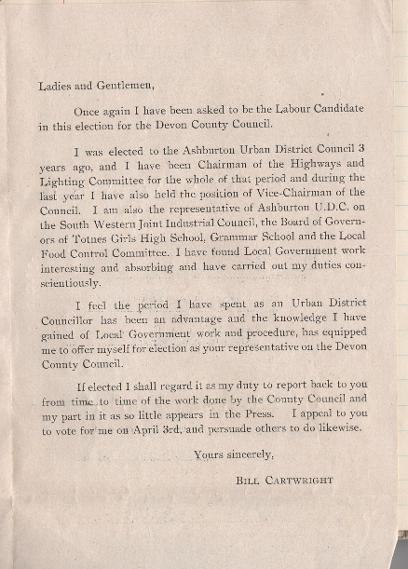 Ladies and Gentlemen,
Once again I have been asked to be the Labour Candidate
in this election for the Devon County Council.
I was elected to the Ashburton Urban District Council 3
years ago, and I have been Chairman of the Highways and
Lighting Committee for the whole of that period and during the
last year I have also held the position of Vice-Chairman of the
Council. I am also the representative of Ashburton U.D.C. on
the South Western Joint Industrial Council, the Board of Govern-
ors of Totnes Girls High School, Grammar School and the Local
Food Control Committee. I have found Local Government work
interesting and absorbing and have carried out my duties con-
scientiously.
I feel the period I have spent as an Urban District
Councillor has been an advantage and the knowledge I have
gained of Local Government work and procedure, has equipped
me to offer myself for election as your representative on the Devon
County Council.
If elected I shall regard it as my duty to report back to you
from time to time of the work done by the County Council and
my part in it as so little appears in the Press. I appeal to you
to vote for me on April 3rd, and persuade others to do likewise.
Yours sincerely,
BILL CARTWRIGHT